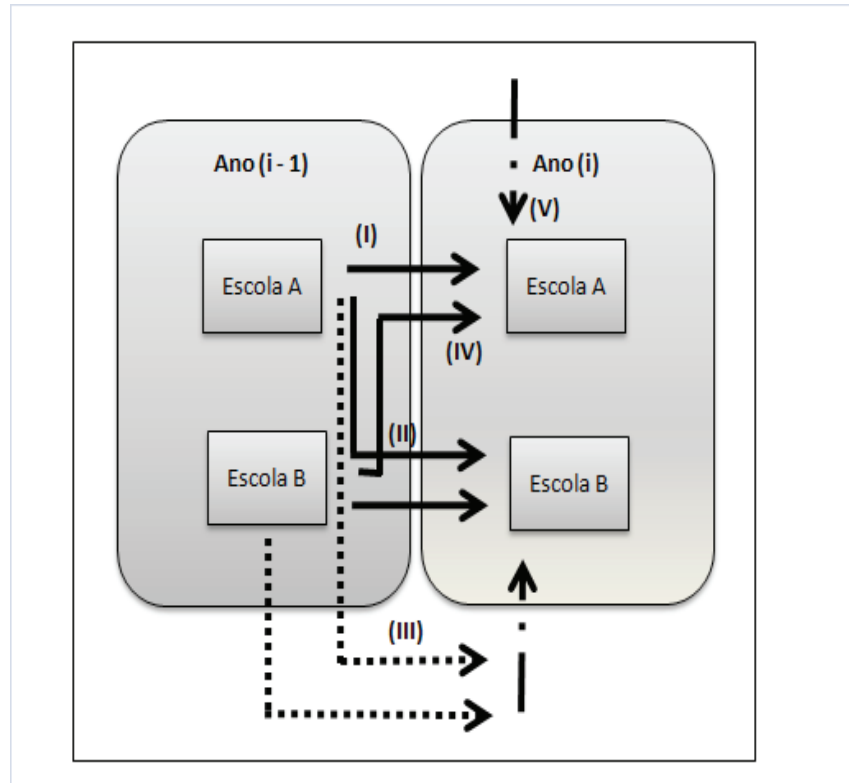 Ano (i - 1)
Ano (i)
(V)
(I)
Escola A
Escola A
(IV)
(II)
Escola B
Escola B
(III)